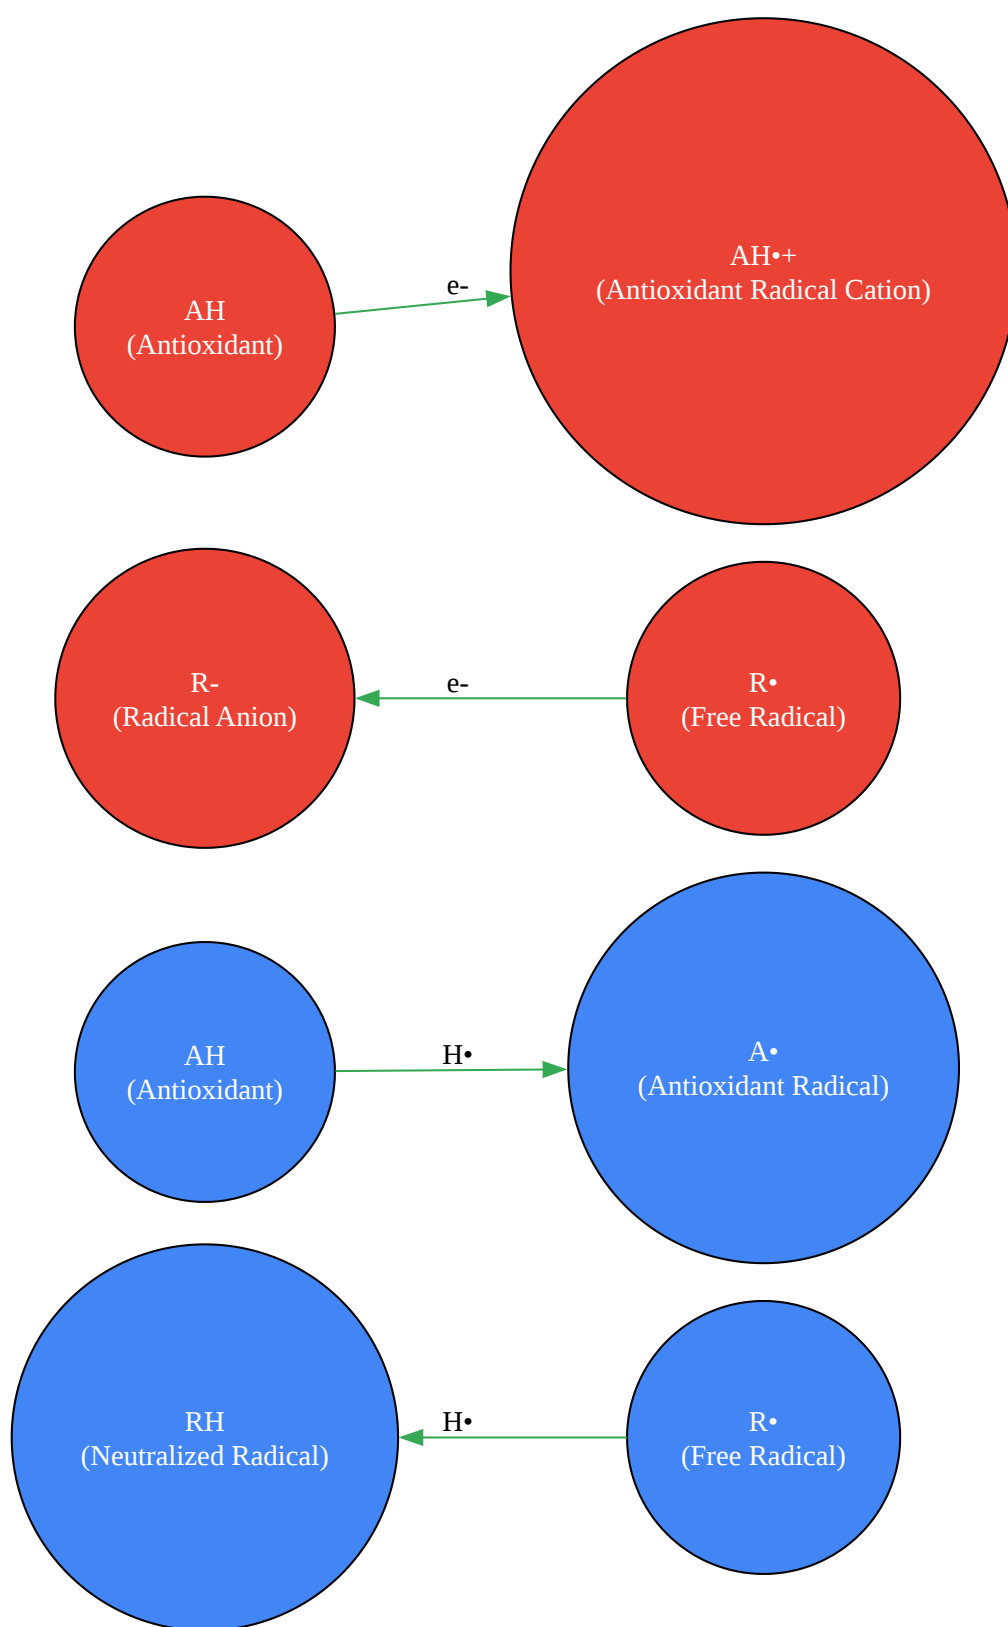 AH
(Antioxidant)
e-
AH•+
(Antioxidant Radical Cation)
R-
(Radical Anion)
e-
R•
(Free Radical)
AH
(Antioxidant)
H•
A•
(Antioxidant Radical)
RH
(Neutralized Radical)
H•
R•
(Free Radical)